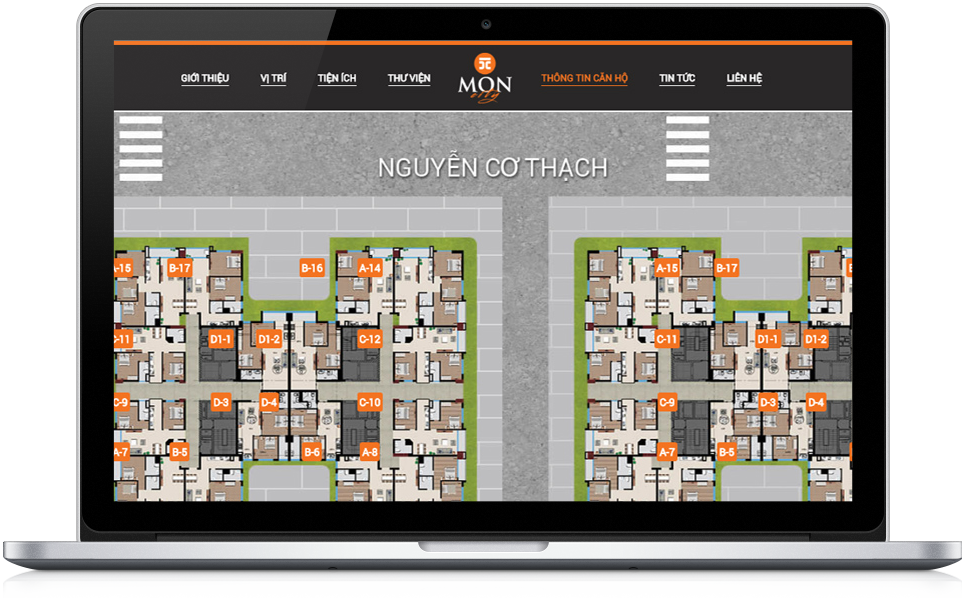 GIỚI THIỆU VỊ TRÍ TIỆN ÍCH THƯ VIỆN MON city THÔNG TIN CĂN HỘ TIN TỨC LIÊN HỆ
NGUYỄN CƠ THẠCH
A-15 B-17 B-16 A-14 A-15 B-17
C-11 D1-1 D1-2 C-12 C-11 D1-1 D1-2
C-9 D-3 D-4 C-10 C-9 D-3 D-4
A-7 B-5 B-6 A-8 A-7 B-5